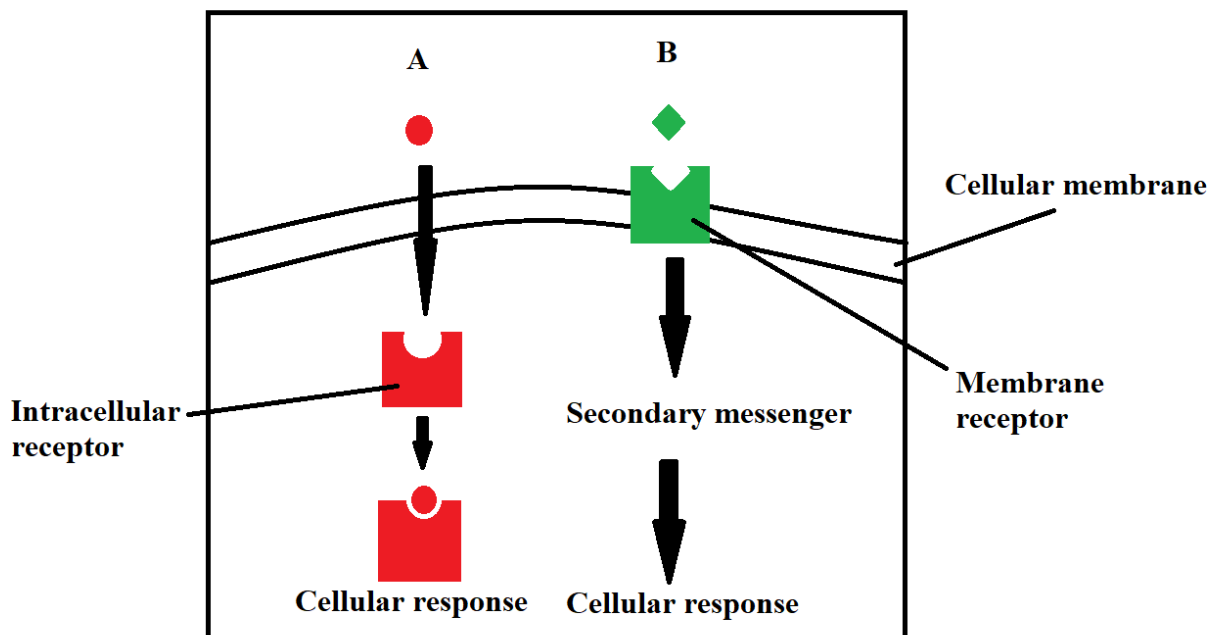 A
B
Cellular membrane
Intracellular
receptor
Membrane
receptor
Secondary messenger
Cellular response
Cellular response